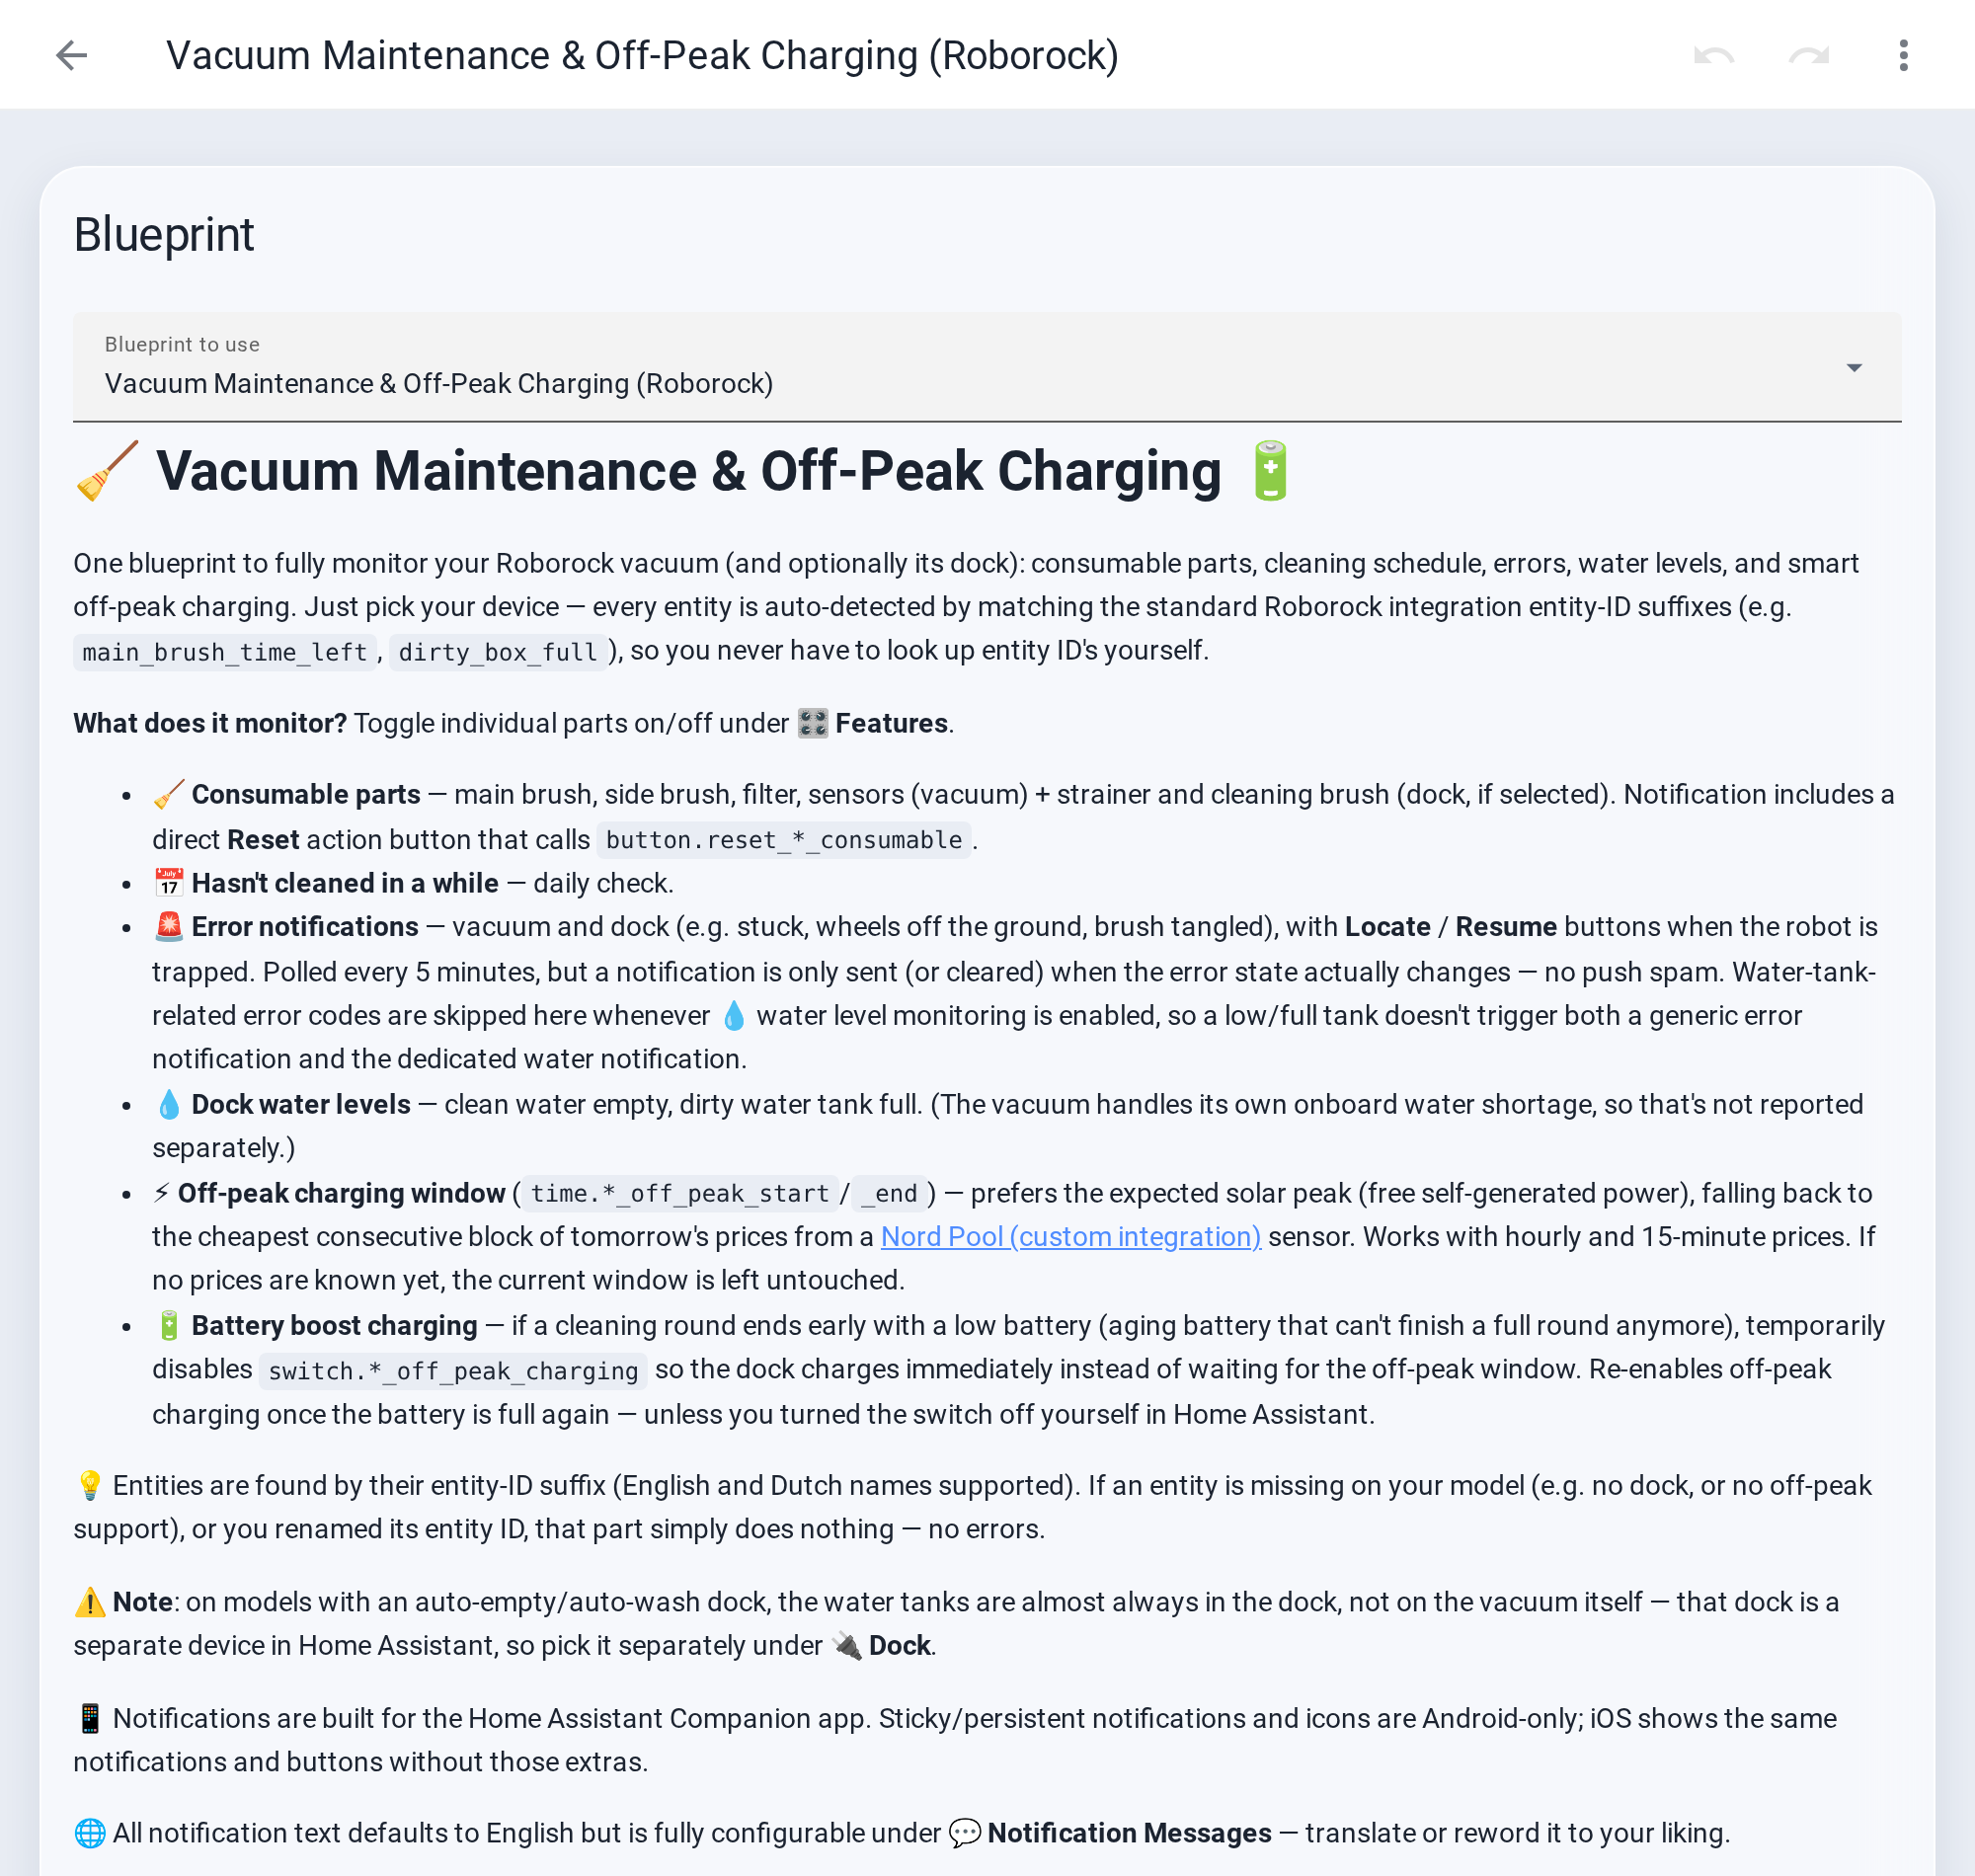 Vacuum Maintenance & Off-Peak Charging (Roborock)
Blueprint
Blueprint to use
Vacuum Maintenance & Off-Peak Charging (Roborock)
🧹 Vacuum Maintenance & Off-Peak Charging 🔋
One blueprint to fully monitor your Roborock vacuum (and optionally its dock): consumable parts, cleaning schedule, errors, water levels, and smart
off-peak charging. Just pick your device — every entity is auto-detected by matching the standard Roborock integration entity-ID suffixes (e.g.
main_brush_time_left, dirty_box_full), so you never have to look up entity ID's yourself.
What does it monitor? Toggle individual parts on/off under 🎛️ Features.
• 🧹 Consumable parts — main brush, side brush, filter, sensors (vacuum) + strainer and cleaning brush (dock, if selected). Notification includes a
direct Reset action button that calls button.reset_*_consumable.
• 📅 Hasn't cleaned in a while — daily check.
• 🚨 Error notifications — vacuum and dock (e.g. stuck, wheels off the ground, brush tangled), with Locate / Resume buttons when the robot is
trapped. Polled every 5 minutes, but a notification is only sent (or cleared) when the error state actually changes — no push spam. Water-tank-
related error codes are skipped here whenever 💧 water level monitoring is enabled, so a low/full tank doesn't trigger both a generic error
notification and the dedicated water notification.
• 💧 Dock water levels — clean water empty, dirty water tank full. (The vacuum handles its own onboard water shortage, so that's not reported
separately.)
• ⚡ Off-peak charging window (time.*_off_peak_start/_end) — prefers the expected solar peak (free self-generated power), falling back to
the cheapest consecutive block of tomorrow's prices from a Nord Pool (custom integration) sensor. Works with hourly and 15-minute prices. If
no prices are known yet, the current window is left untouched.
• 🔋 Battery boost charging — if a cleaning round ends early with a low battery (aging battery that can't finish a full round anymore), temporarily
disables switch.*_off_peak_charging so the dock charges immediately instead of waiting for the off-peak window. Re-enables off-peak
charging once the battery is full again — unless you turned the switch off yourself in Home Assistant.
💡 Entities are found by their entity-ID suffix (English and Dutch names supported). If an entity is missing on your model (e.g. no dock, or no off-peak
support), or you renamed its entity ID, that part simply does nothing — no errors.
⚠️ Note: on models with an auto-empty/auto-wash dock, the water tanks are almost always in the dock, not on the vacuum itself — that dock is a
separate device in Home Assistant, so pick it separately under 🔌 Dock.
📱 Notifications are built for the Home Assistant Companion app. Sticky/persistent notifications and icons are Android-only; iOS shows the same
notifications and buttons without those extras.
🌐 All notification text defaults to English but is fully configurable under 💬 Notification Messages — translate or reword it to your liking.